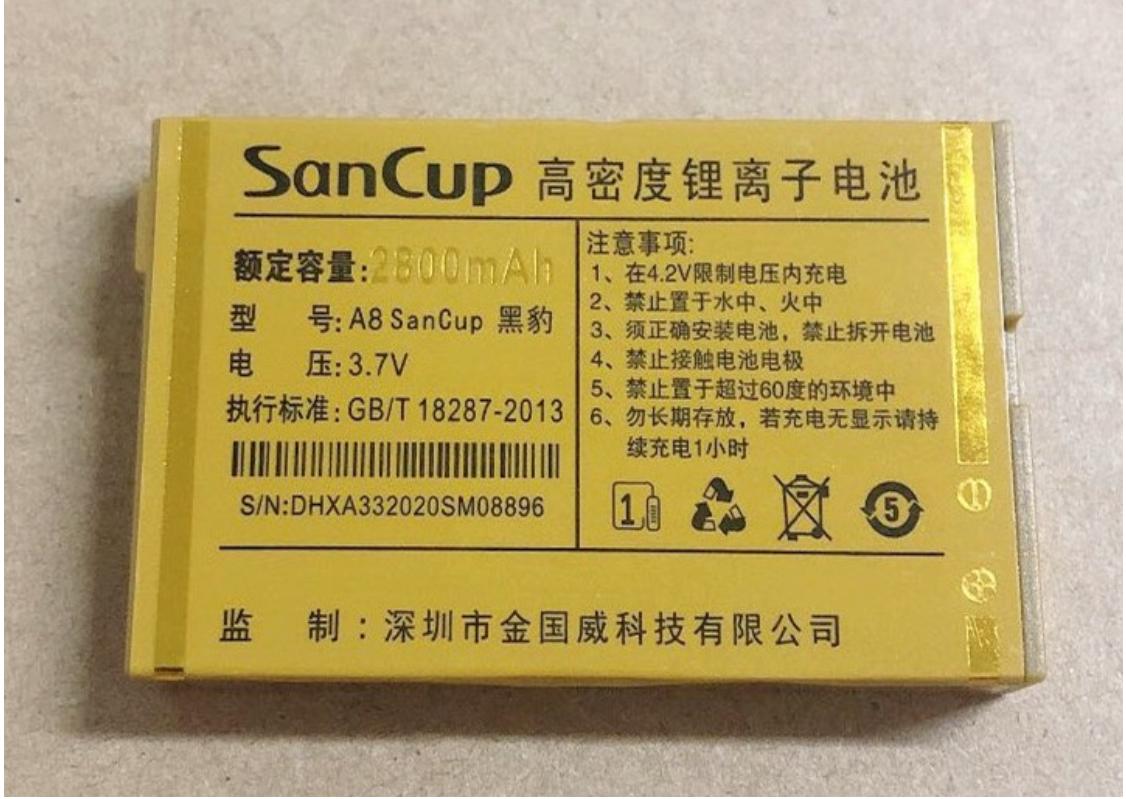 SanCup 高密度锂离子电池
额定容量:2800mAh
型 号: A8 SanCup 黑豹
电 压: 3.7V
执行标准: GB/T 18287-2013
S/N:DHXA332020SM08896
注意事项:
1、在4.2V限制电压内充电
2、禁止置于水中、火中
3、须正确安装电池，禁止拆开电池
4、禁止接触电池电极
5、禁止置于超过60度的环境中
6、勿长期存放，若充电无显示请持
续充电1小时
1
5
监 制：深圳市金国威科技有限公司